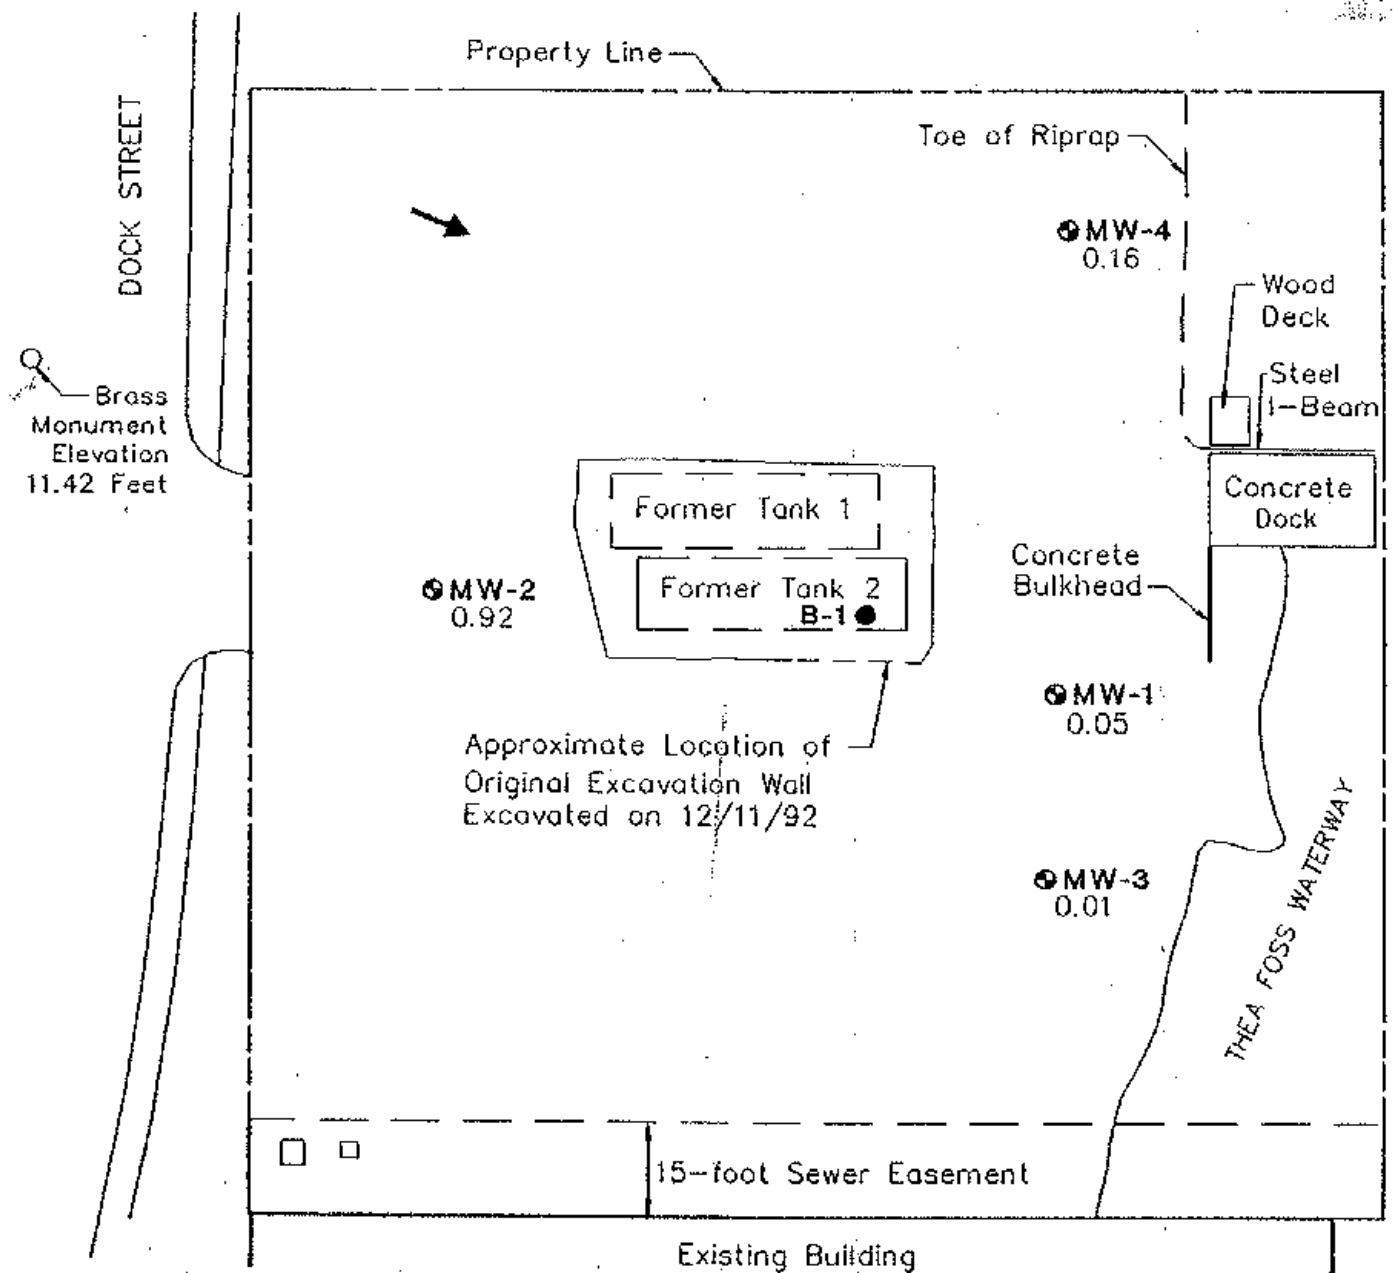 Property Line
DOCK STREET
Toe of Riprap
MW-4
0.16
Wood
Deck
Brass
Monument
Elevation
11.42 Feet
Steel
I-Beam
Former Tank 1
Concrete
Dock
MW-2
0.92
Former Tank 2
B-1
Concrete
Bulkhead
MW-1
0.05
Approximate Location of
Original Excavation Wall
Excavated on 12/11/92
MW-3
0.01
THEA FOSS WATERWAY
15-foot Sewer Easement
Existing Building